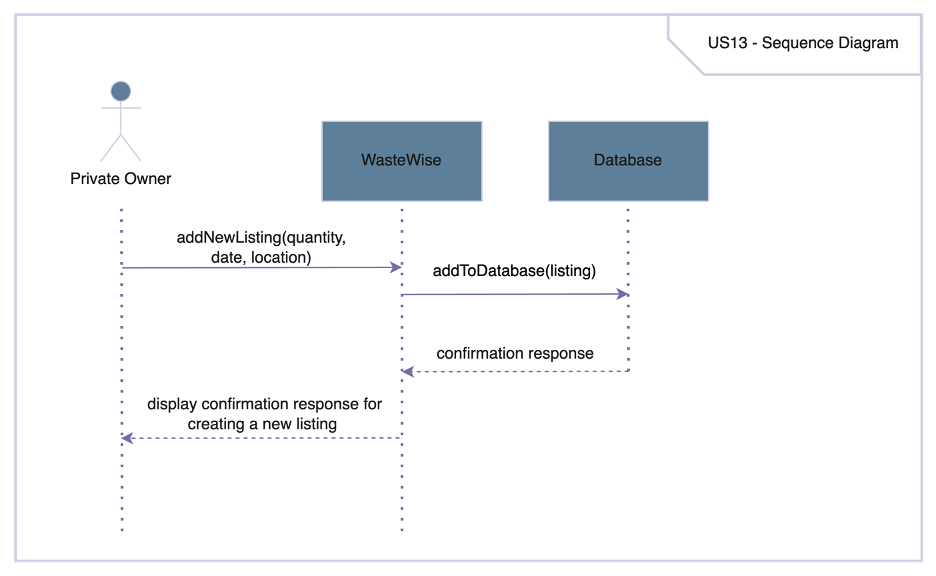 US13 - Sequence Diagram
Private Owner
WasteWise
Database
addNewListing(quantity,
date, location)
addToDatabase(listing)
confirmation response
display confirmation response for
creating a new listing